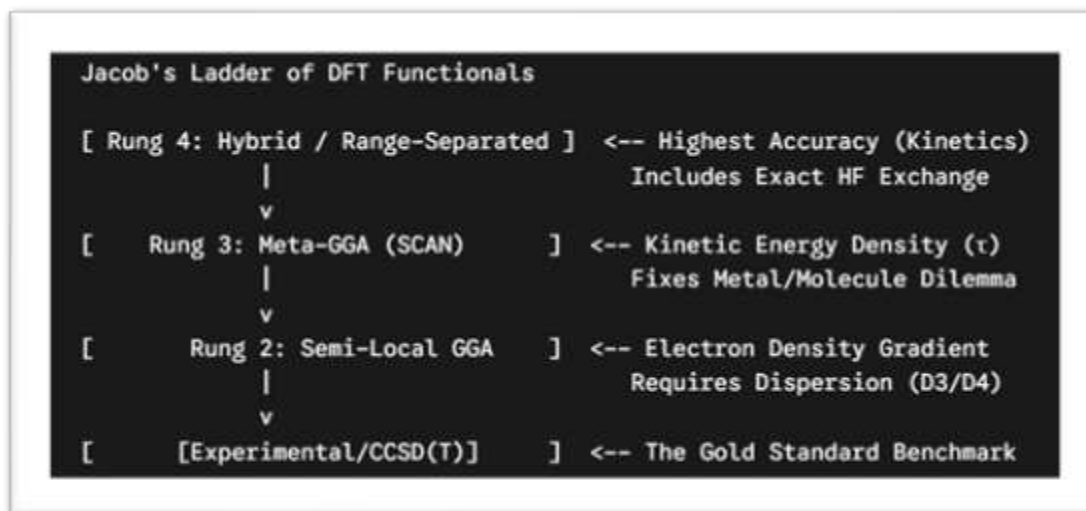 Jacob's Ladder of DFT Functionals
[ Rung 4: Hybrid / Range-Separated ] <-- Highest Accuracy (Kinetics)
| Includes Exact HF Exchange
v
[ Rung 3: Meta-GGA (SCAN) ] <-- Kinetic Energy Density (τ)
| Fixes Metal/Molecule Dilemma
v
[ Rung 2: Semi-Local GGA ] <-- Electron Density Gradient
| Requires Dispersion (D3/D4)
v
[ [Experimental/CCSD(T)] ] <-- The Gold Standard Benchmark